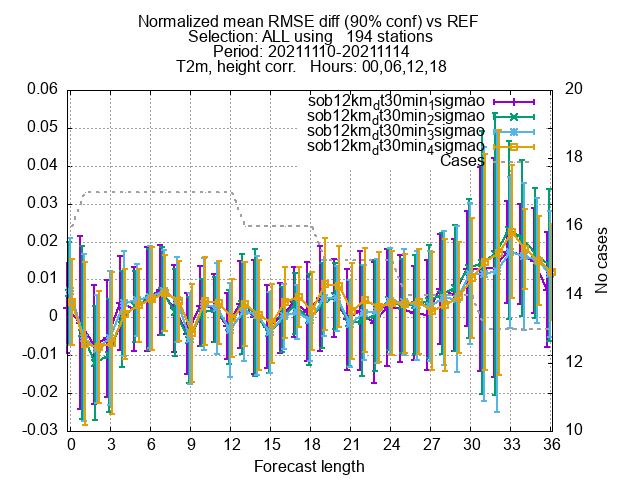 Normalized mean RMSE diff (90% conf) vs REF
Selection: ALL using   194 stations
Period: 20211110-20211114
T2m, height corr.   Hours: 00,06,12,18
sob12km_dt30min_1sigmao
sob12km_dt30min_2sigmao
sob12km_dt30min_3sigmao
sob12km_dt30min_4sigmao
Cases
0.06
0.05
0.04
0.03
0.02
0.01
0
-0.01
-0.02
-0.03
20
18
16
14
12
10
No cases
0 3 6 9 12 15 18 21 24 27 30 33 36
Forecast length